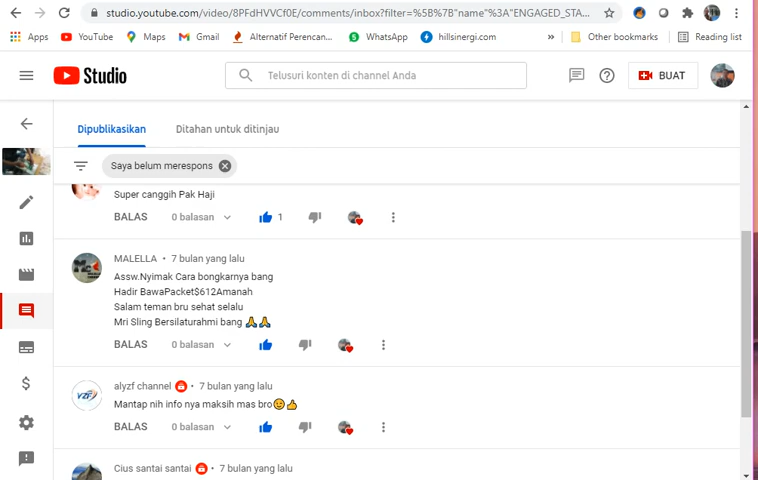 studio.youtube.com/video/8PFdHVVCf0E/comments/inbox?filter=%5B%7B"name"%3A"ENGAGED_STA...
Apps YouTube Maps Gmail Alternatif Perencan... WhatsApp hillsinergi.com » Other bookmarks Reading list
Studio
Telusuri konten di channel Anda
BUAT
Dipublikasikan Ditahan untuk ditinjau
Saya belum merespons
Super canggih Pak Haji
BALAS 0 balasan 1
MALELLA • 7 bulan yang lalu
Assw.Nyimak Cara bongkarnya bang
Hadir BawaPacket$612Amanah
Salam teman bru sehat selalu
Mri Sling Bersilaturahmi bang 🙏🙏
BALAS 0 balasan
YZF
alyzf channel • 7 bulan yang lalu
Mantap nih info nya maksih mas bro😉👍
BALAS 0 balasan
Cius santai santai • 7 bulan yang lalu